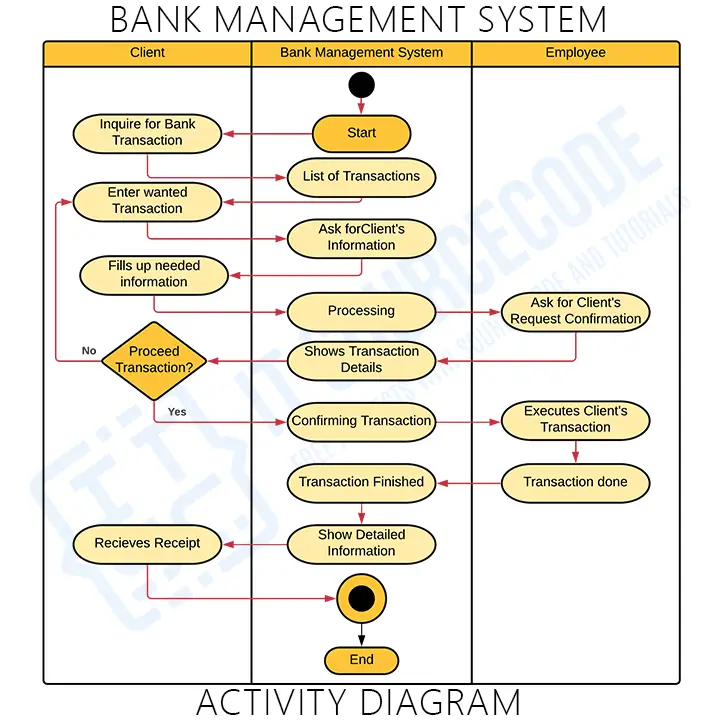 BANK MANAGEMENT SYSTEM
Client
Bank Management System
Employee
Start
Inquire for Bank
Transaction
List of Transactions
Enter wanted
Transaction
Ask forClient's
Information
Fills up needed
information
Processing
Ask for Client's
Request Confirmation
Shows Transaction
Details
Proceed
Transaction?
No
Yes
Confirming Transaction
Executes Client's
Transaction
Transaction done
Transaction Finished
Show Detailed
Information
Recieves Receipt
End
ACTIVITY DIAGRAM